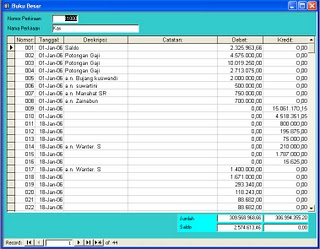 Buku Besar
Nomor Perkiraan
Nama Perkiraan Kas
Nomor: Tanggal: Deskripsi: Catatan: Debet: Kredit:
001 01-Jan-06 Saldo 2.325.963,66 0,00
002 01-Jan-06 Potongan Gaji 4.575.000,00 0,00
003 01-Jan-06 Potongan Gaji 10.019.250,00 0,00
004 01-Jan-06 Potongan Gaji 2.713.075,00 0,00
005 01-Jan-06 a.n. Bujang kuswandi 2.000.000,00 0,00
006 01-Jan-06 a.n. suwartini 500.000,00 0,00
007 01-Jan-06 a.n. Manahat SR 760.000,00 0,00
008 01-Jan-06 a.n. Zainabun 700.000,00 0,00
009 18-Jan-06 0,00 15.061.170,15
010 18-Jan-06 0,00 4.518.351,05
011 18-Jan-06 0,00 800.000,00
012 18-Jan-06 0,00 195.875,00
013 18-Jan-06 0,00 75.000,00
014 18-Jan-06 a.n. Wanter. S 0,00 210.000,00
015 18-Jan-06 0,00 1.787.000,00
016 18-Jan-06 0,00 15.625,00
017 18-Jan-06 a.n. Wanter. S 1.400.000,00 0,00
018 18-Jan-06 1.671.000,00 0,00
019 18-Jan-06 293.340,00 0,00
020 18-Jan-06 118.243,00 0,00
021 18-Jan-06 88.682,00 0,00
022 18-Jan-06 88.682,00 0,00
Jumlah 309.568.968,66 306.994.355,20
Saldo 2.574.613,66 0,00
Record: 1 of 44